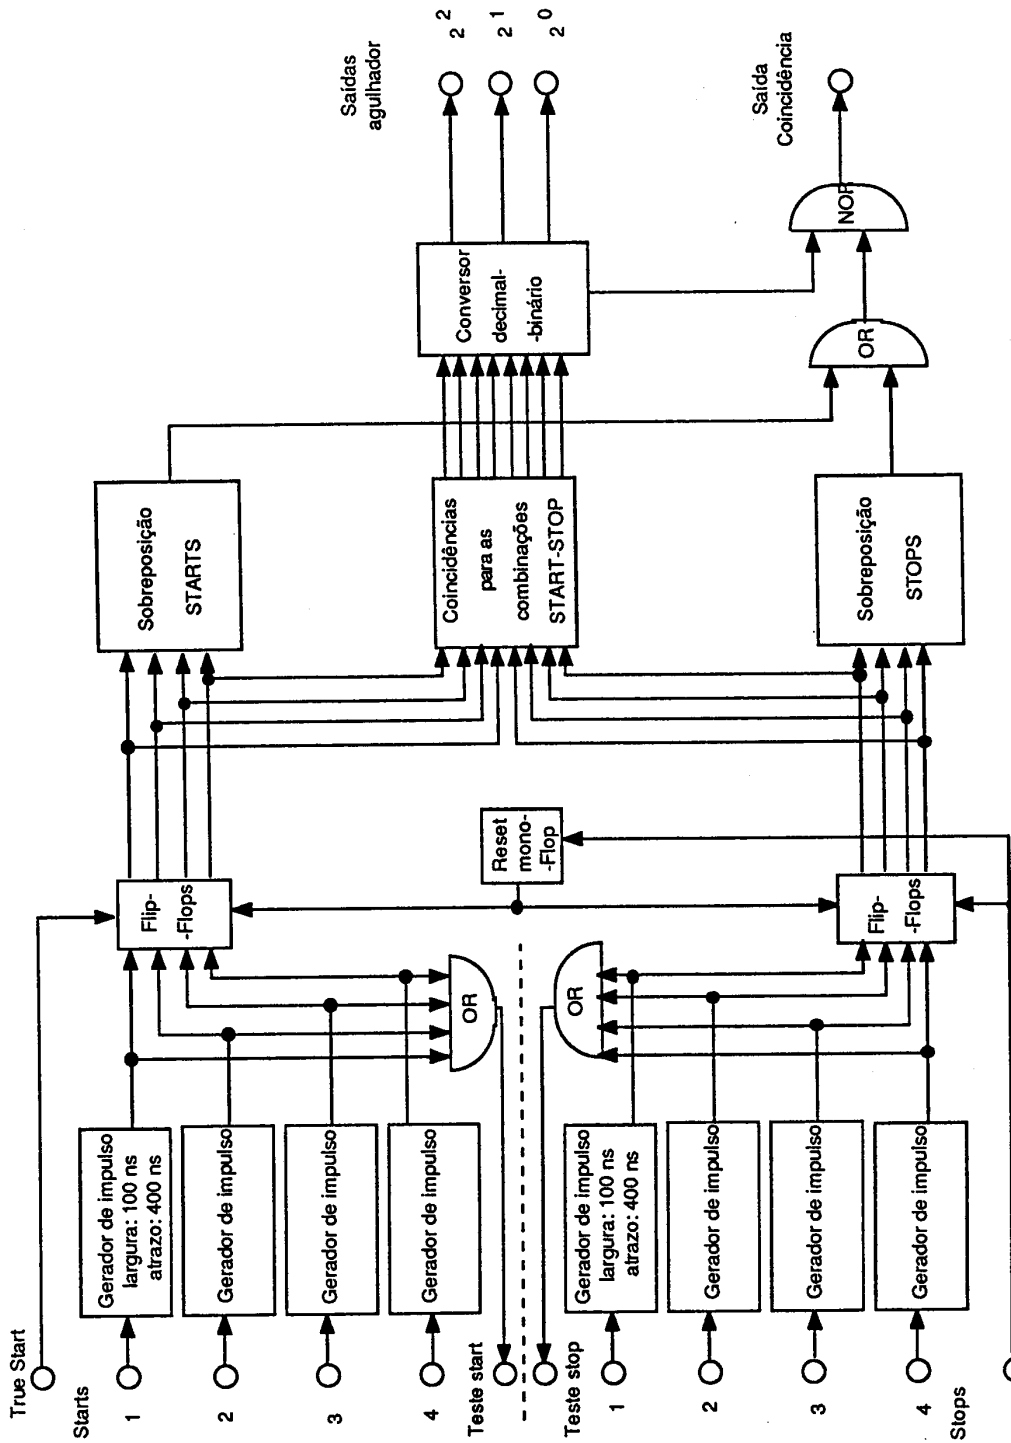 True Start
Starts
1
2
3
4
Teste start
Teste stop
1
2
3
4
Stops
Gerador de impulso
largura: 100 ns
atrazo: 400 ns
Gerador de impulso
Gerador de impulso
Gerador de impulso
Gerador de impulso
largura: 100 ns
atrazo: 400 ns
Gerador de impulso
Gerador de impulso
Gerador de impulso
OR
OR
Flip-
-Flops
Reset
mono-
-Flop
Flip-
-Flops
Sobreposição
STARTS
Coincidências
para as
combinações
START-STOP
Sobreposição
STOPS
Conversor
decimal-
-binário
OR
NOR
Saídas
agulhador
2 2
2 1
2 0
Saída
Coincidência